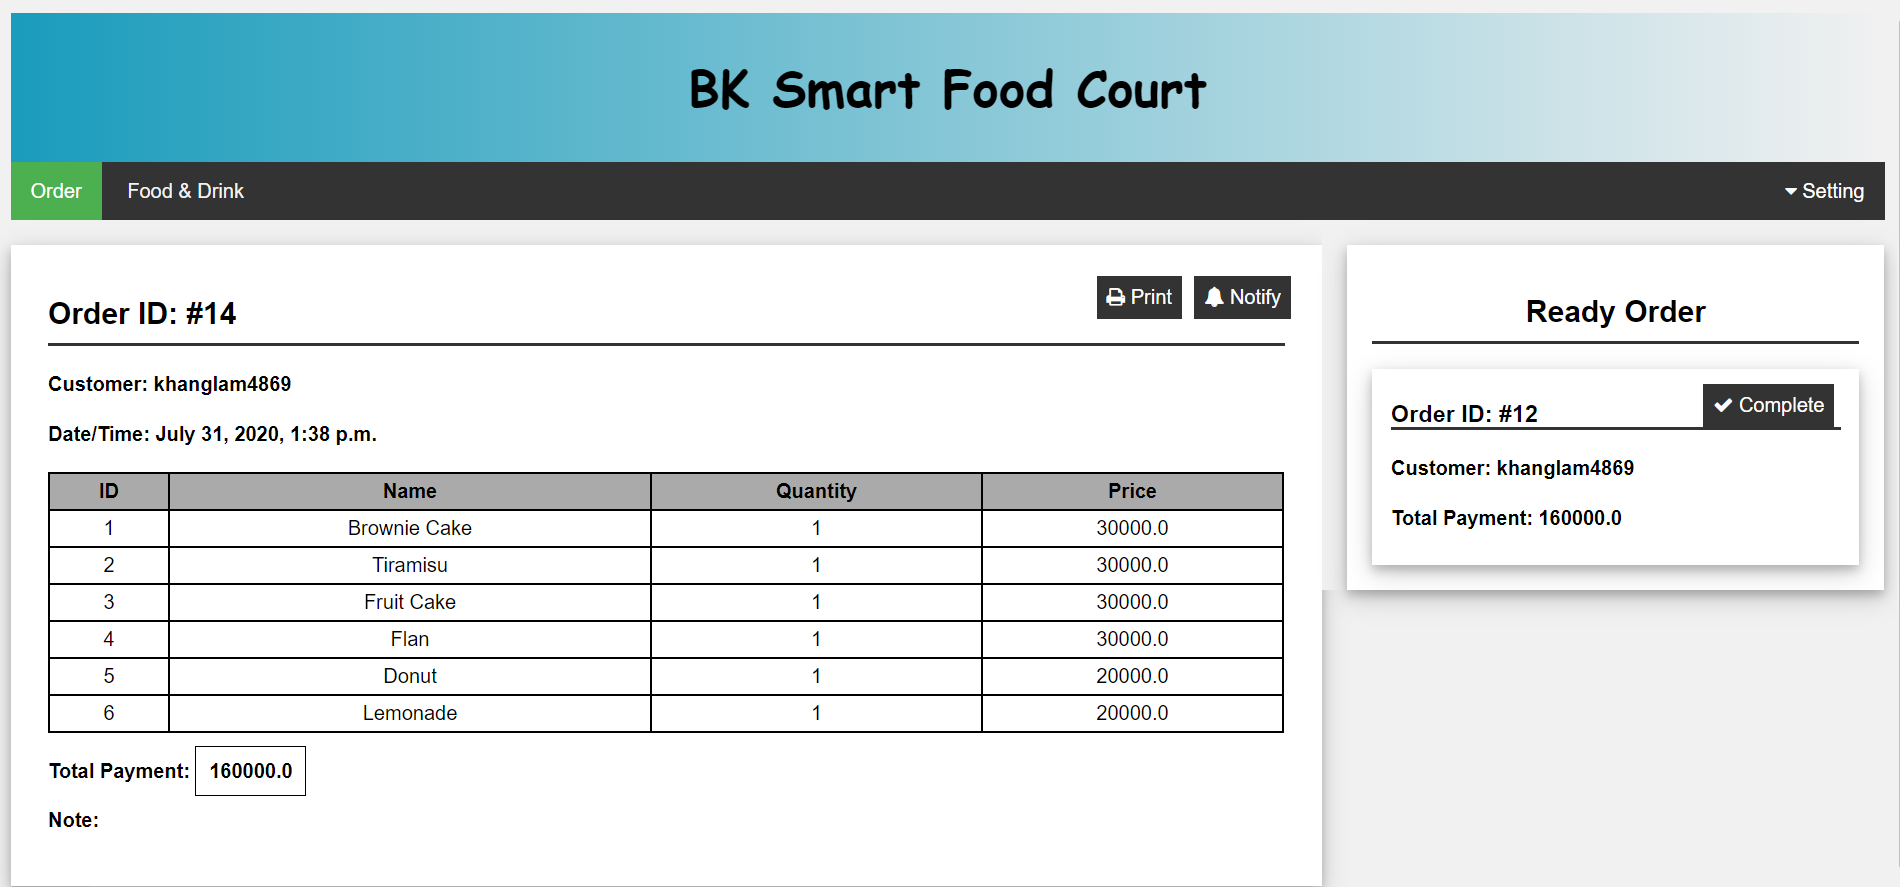 BK Smart Food Court
Order Food & Drink Setting
Order ID: #14 Print Notify
Customer: khanglam4869
Date/Time: July 31, 2020, 1:38 p.m.
ID Name Quantity Price
1 Brownie Cake 1 30000.0
2 Tiramisu 1 30000.0
3 Fruit Cake 1 30000.0
4 Flan 1 30000.0
5 Donut 1 20000.0
6 Lemonade 1 20000.0
Total Payment: 160000.0
Note:
Ready Order
Order ID: #12 Complete
Customer: khanglam4869
Total Payment: 160000.0